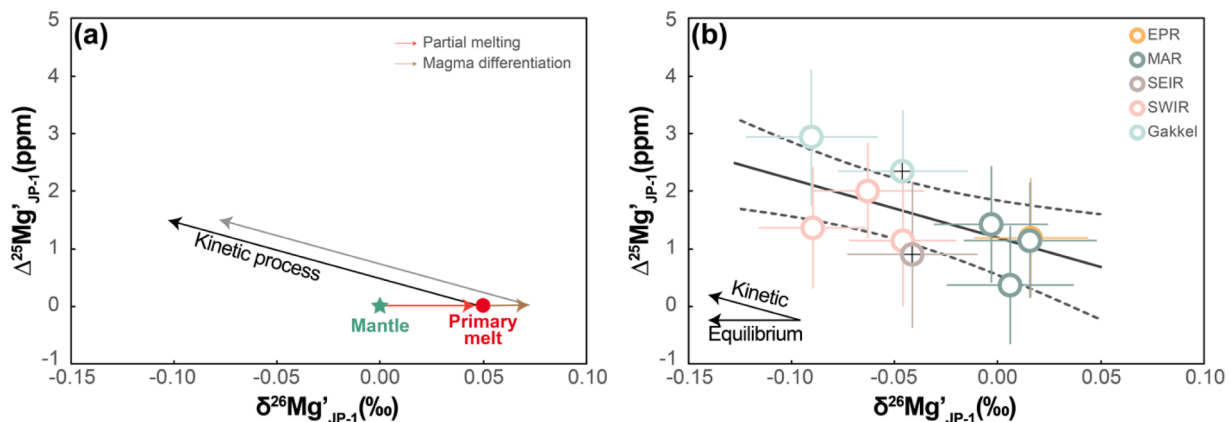 (a)
Partial melting
Magma differentiation
Kinetic process
Mantle
Primary
melt
5
4
3
2
1
0
-1
-0.15
-0.10
-0.05
0.00
0.05
0.10
Δ²⁵Mg'JP-1(ppm)
δ²⁶Mg'JP-1(‰)
(b)
EPR
MAR
SEIR
SWIR
Gakkel
Kinetic
Equilibrium
5
4
3
2
1
0
-1
-0.15
-0.10
-0.05
0.00
0.05
0.10
Δ²⁵Mg'JP-1(ppm)
δ²⁶Mg'JP-1(‰)